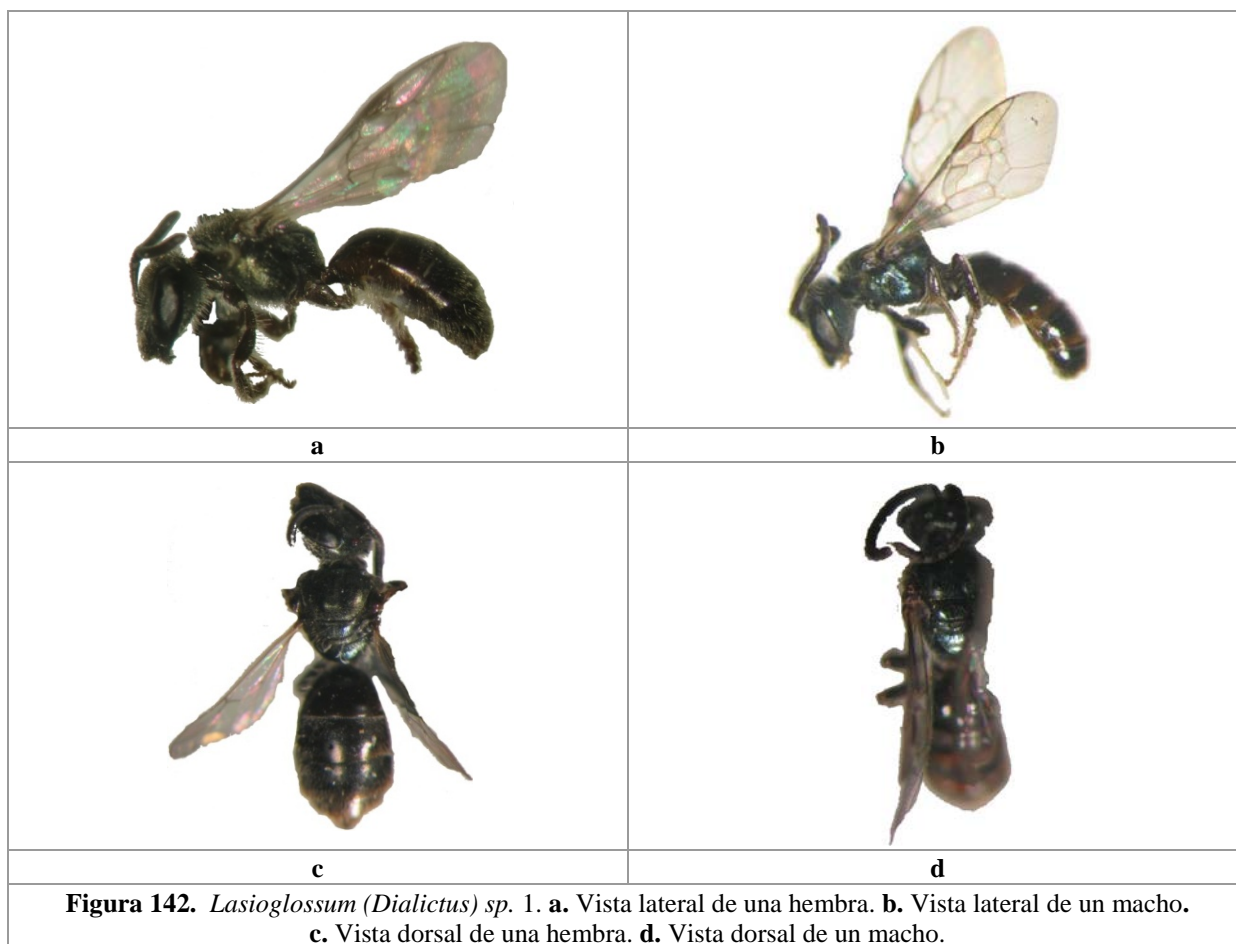 a
b
c
d
Figura 142. Lasioglossum (Dialictus) sp. 1. a. Vista lateral de una hembra. b. Vista lateral de un macho.
c. Vista dorsal de una hembra. d. Vista dorsal de un macho.